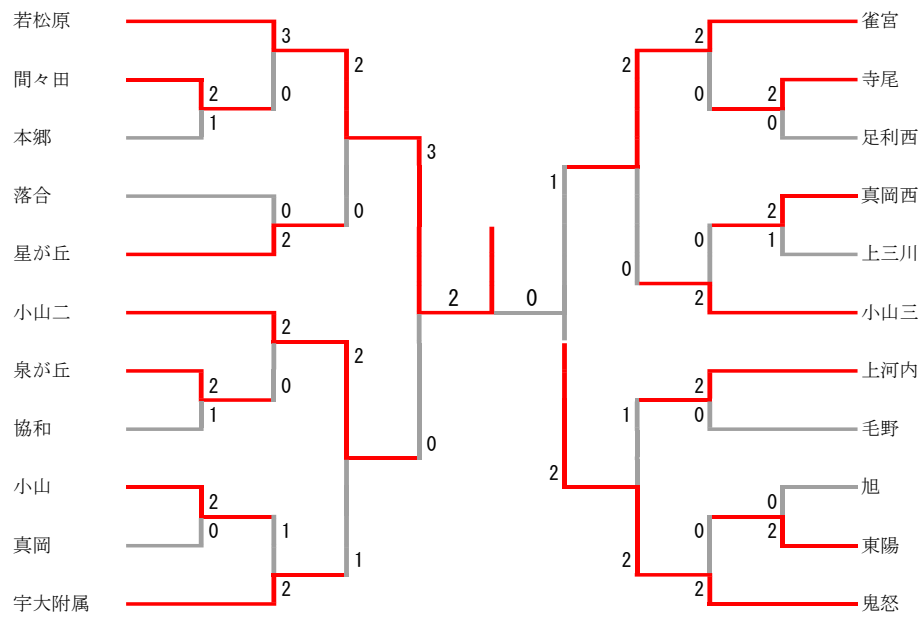 若松原
3
2
間々田
2
0
1
本郷
3
落合
0
0
2
星が丘
2
0
小山二
2
2
泉が丘
2
0
1
協和
0
小山
2
0
1
真岡
1
2
宇大附属
雀宮
2
2
寺尾
0
2
0
足利西
1
真岡西
2
0
1
上三川
0
2
小山三
上河内
2
1
0
毛野
2
旭
0
0
2
東陽
2
2
鬼怒